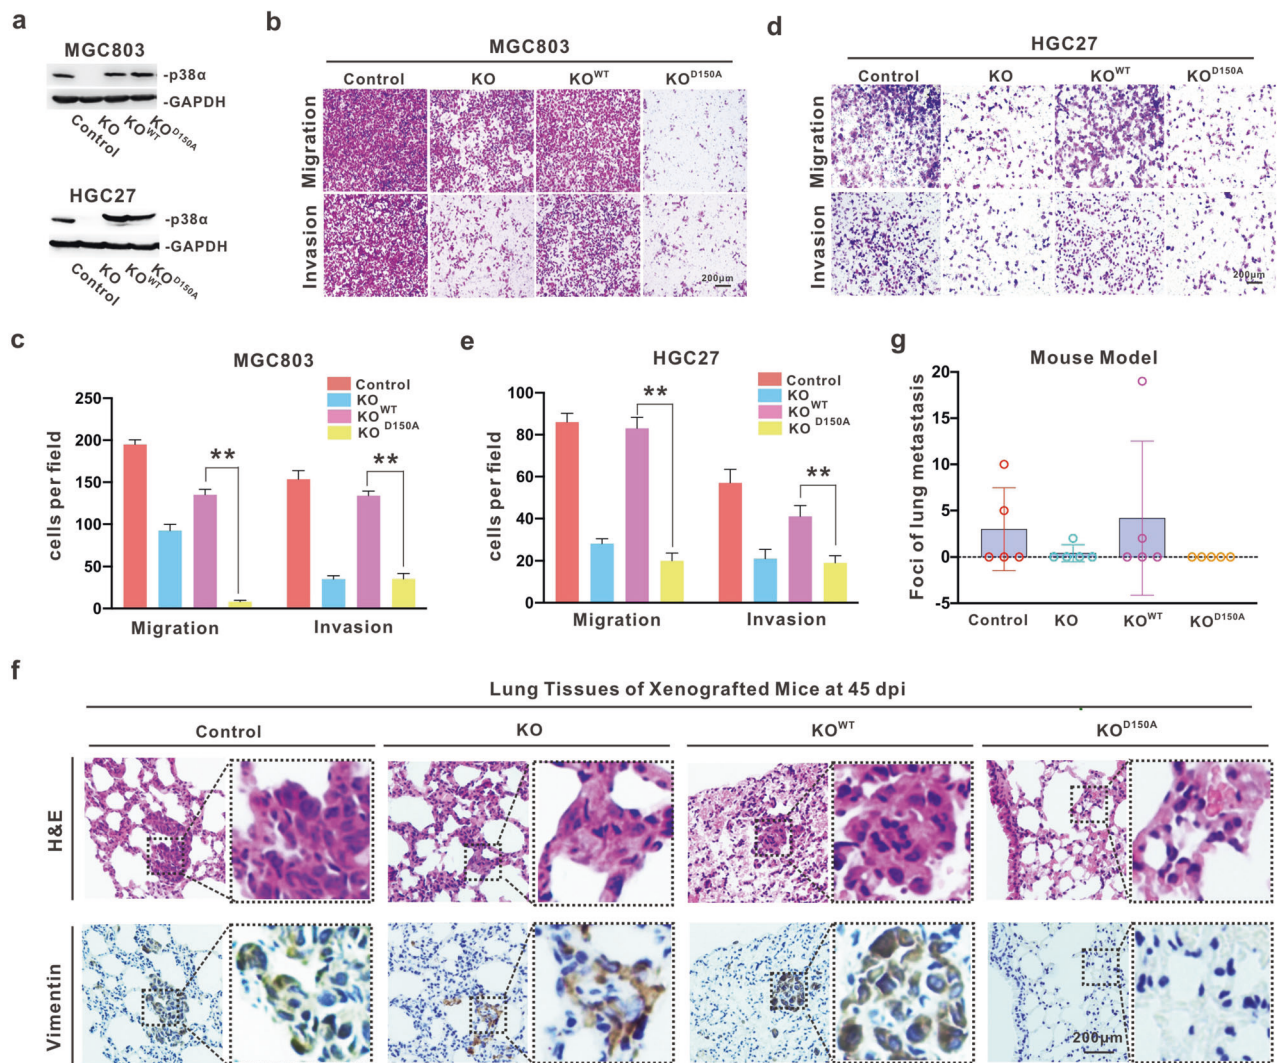 a
MGC803
-p38α
-GAPDH
Control
KO
KO^WT
KO^D150A
HGC27
-p38α
-GAPDH
Control
KO
KO^WT
KO^D150A
b
MGC803
Control KO KO^WT KO^D150A
Migration
Invasion
200μm
d
HGC27
Control KO KO^WT KO^D150A
Migration
Invasion
200μm
c
MGC803
Control
KO
KO^WT
KO^D150A
cells per field
250
200
150
100
50
0
**
**
Migration Invasion
e
HGC27
Control
KO
KO^WT
KO^D150A
cells per field
100
80
60
40
20
0
**
**
Migration Invasion
g
Mouse Model
Foci of lung metastasis
20
15
10
5
0
-5
Control KO KO^WT KO^D150A
f
Lung Tissues of Xenografted Mice at 45 dpi
Control KO KO^WT KO^D150A
H&E
Vimentin
200μm